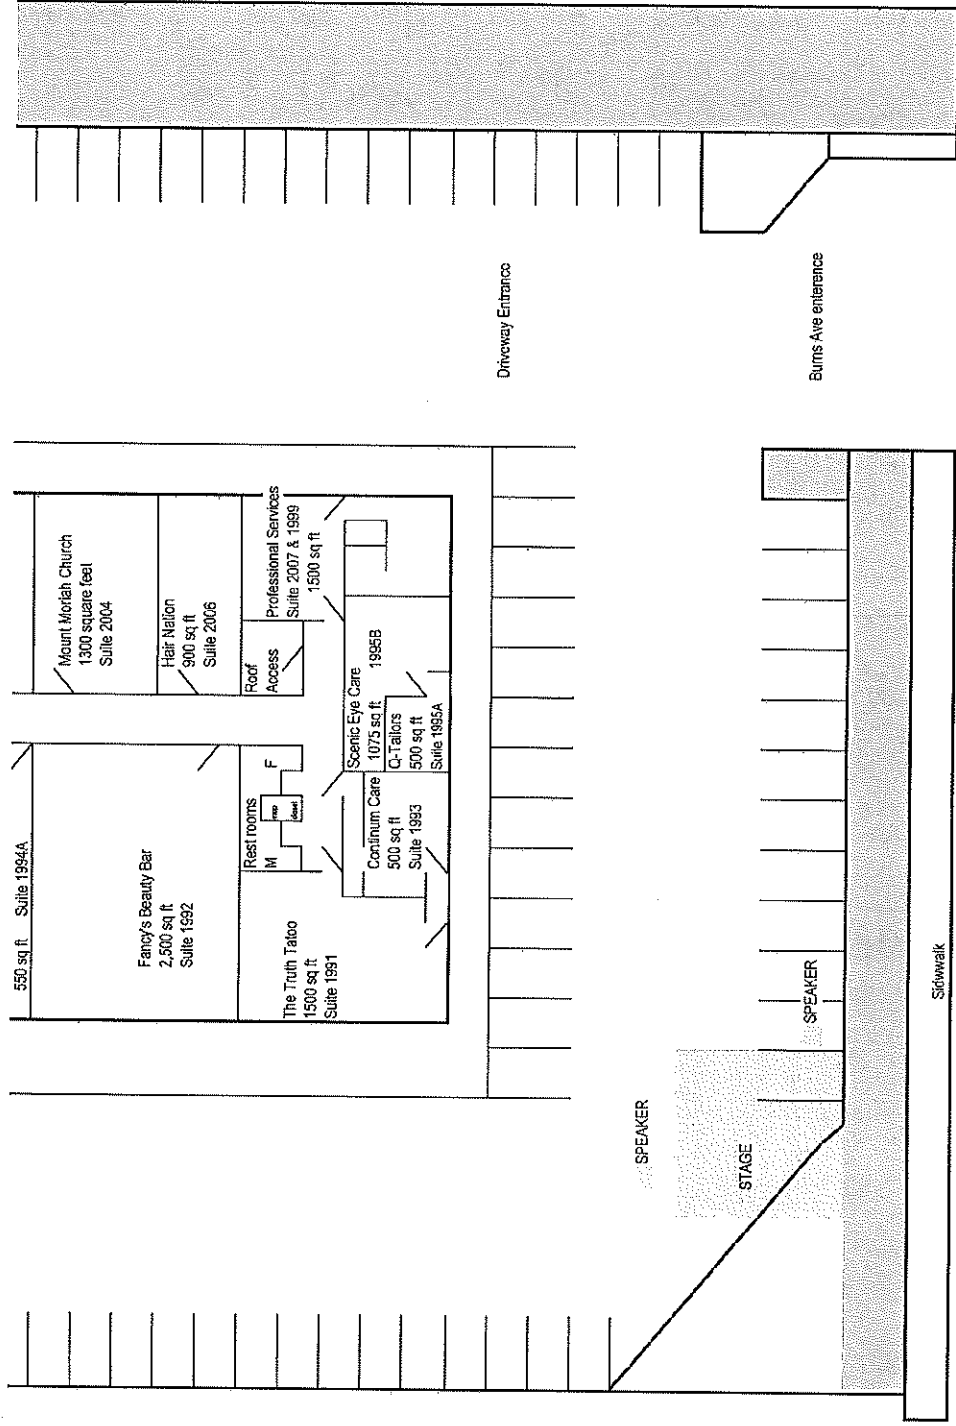 550 sq ft Suite 1994A
Fancy's Beauty Bar
2,500 sq ft
Suite 1992
Mount Moriah Church
1300 square feet
Suite 2004
Hair Nation
900 sq ft
Suite 2006
Rest rooms
M
F
mop
closet
Roof
Access
Professional Services
Suite 2007 & 1999
1500 sq ft
The Truth Tatoo
1500 sq ft
Suite 1991
Continum Care
500 sq ft
Suite 1993
Scenic Eye Care
1075 sq ft
1995B
Q-Tailors
500 sq ft
Suite 1995A
Driveway Entrance
SPEAKER
STAGE
SPEAKER
Burns Ave enterence
Sidwwalk